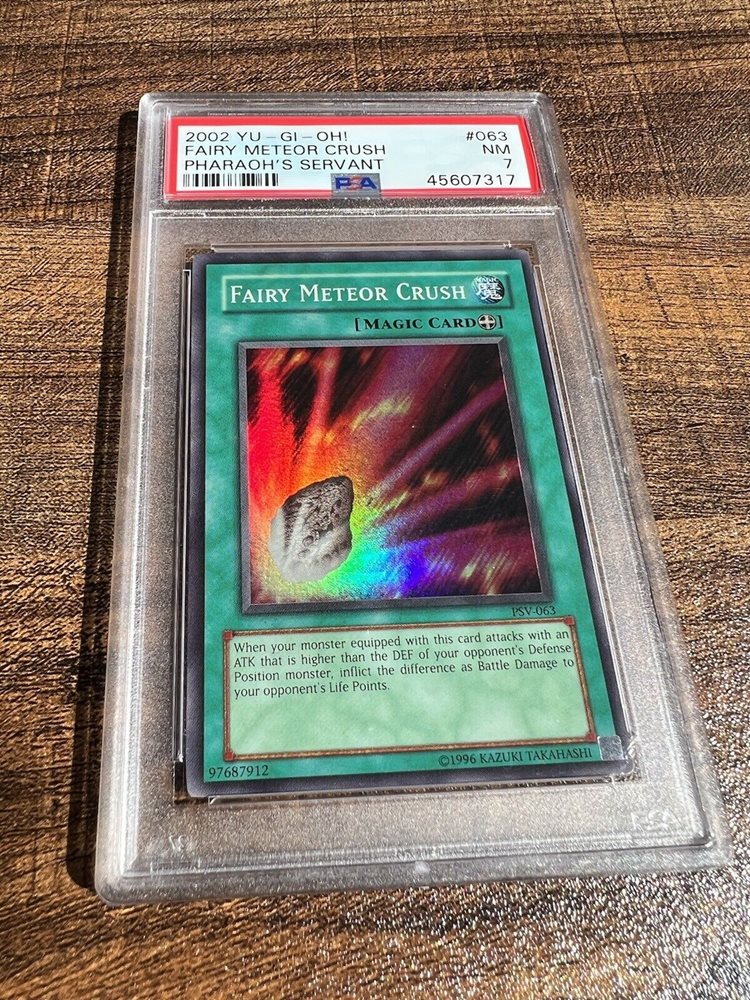 2002 YU-GI-OH! #063
FAIRY METEOR CRUSH NM
PHARAOH'S SERVANT 7
PSA 45607317
FAIRY METEOR CRUSH MAGIC 魔
[MAGIC CARD]
PSV-063
When your monster equipped with this card attacks with an
ATK that is higher than the DEF of your opponent's Defense
Position monster, inflict the difference as Battle Damage to
your opponent's Life Points.
97687912 ©1996 KAZUKI TAKAHASHI